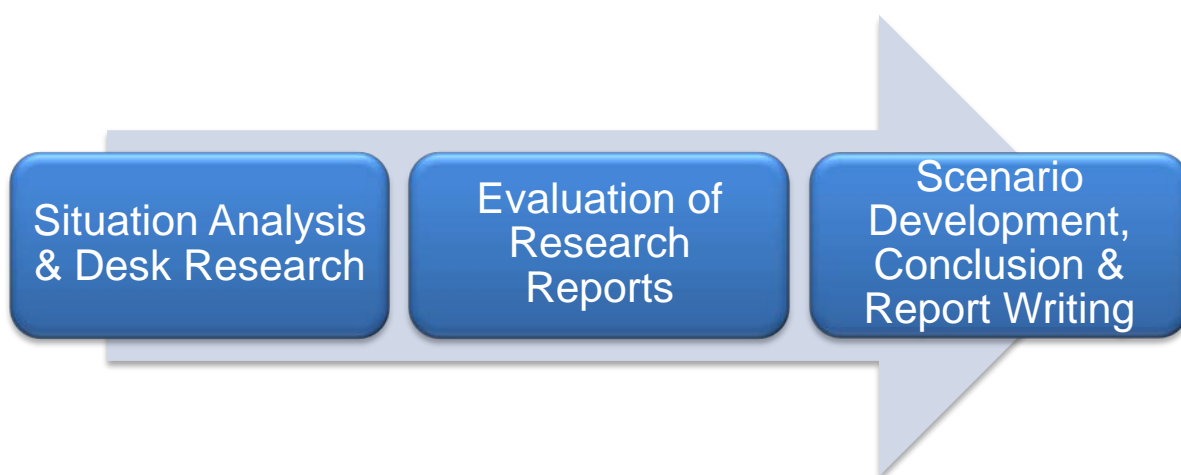 Situation Analysis
& Desk Research
Evaluation of
Research
Reports
Scenario
Development,
Conclusion &
Report Writing